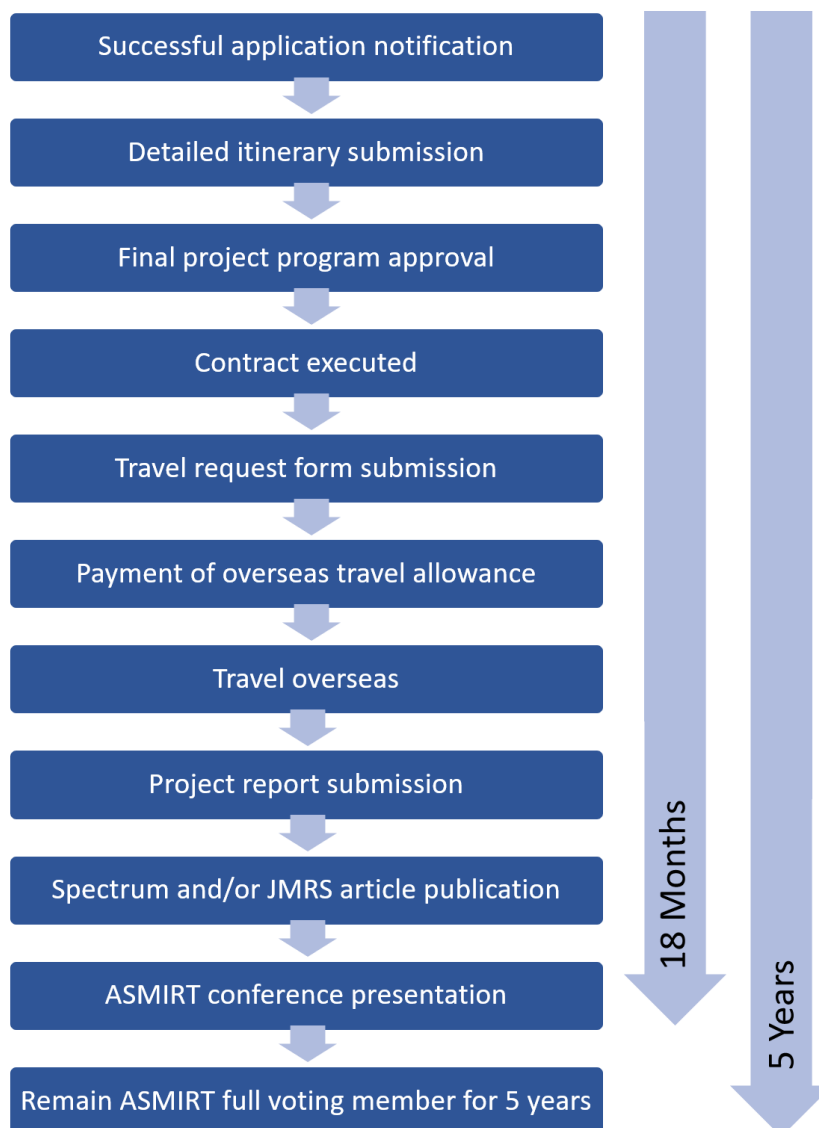 Successful application notification
Detailed itinerary submission
Final project program approval
Contract executed
Travel request form submission
Payment of overseas travel allowance
Travel overseas
Project report submission
Spectrum and/or JMRS article publication
ASMIRT conference presentation
Remain ASMIRT full voting member for 5 years
18 Months
5 Years